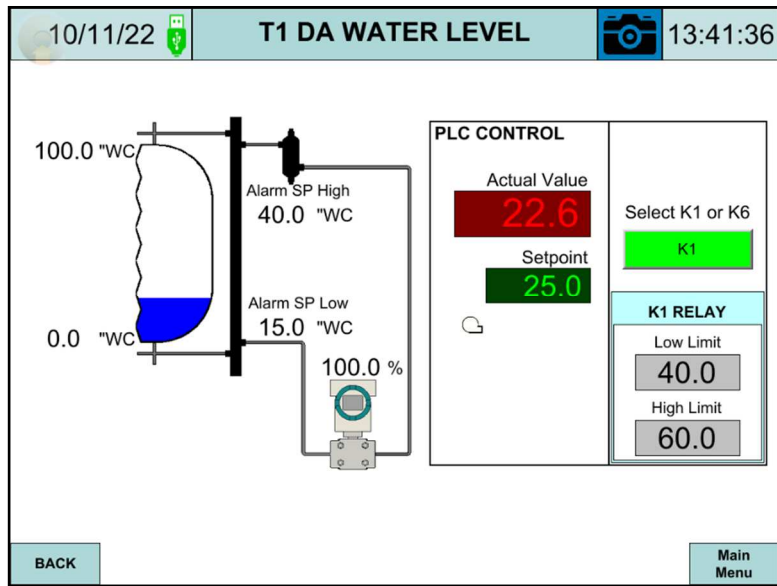 10/11/22
T1 DA WATER LEVEL
13:41:36
100.0 "WC
Alarm SP High
40.0 "WC
Alarm SP Low
15.0 "WC
0.0 "WC
100.0 %
PLC CONTROL
Actual Value
22.6
Setpoint
25.0
Select K1 or K6
K1
K1 RELAY
Low Limit
40.0
High Limit
60.0
BACK
Main
Menu